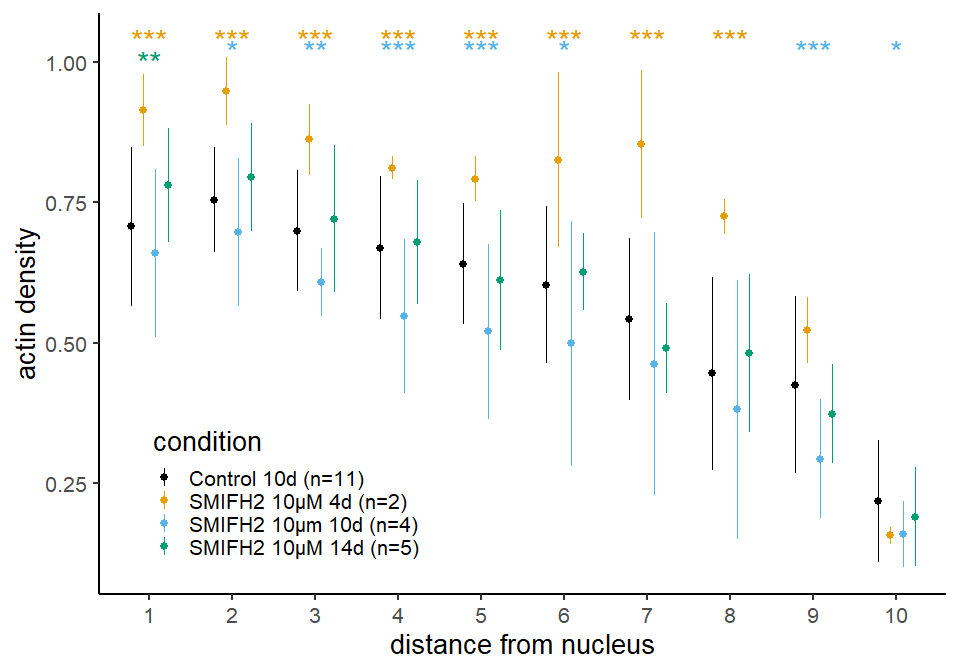 *** *** *** *** *** *** *** ***
* ** *** *** * *** *
**
1.00
0.75
0.50
0.25
actin density
condition
Control 10d (n=11)
SMIFH2 10µM 4d (n=2)
SMIFH2 10µm 10d (n=4)
SMIFH2 10µM 14d (n=5)
1 2 3 4 5 6 7 8 9 10
distance from nucleus